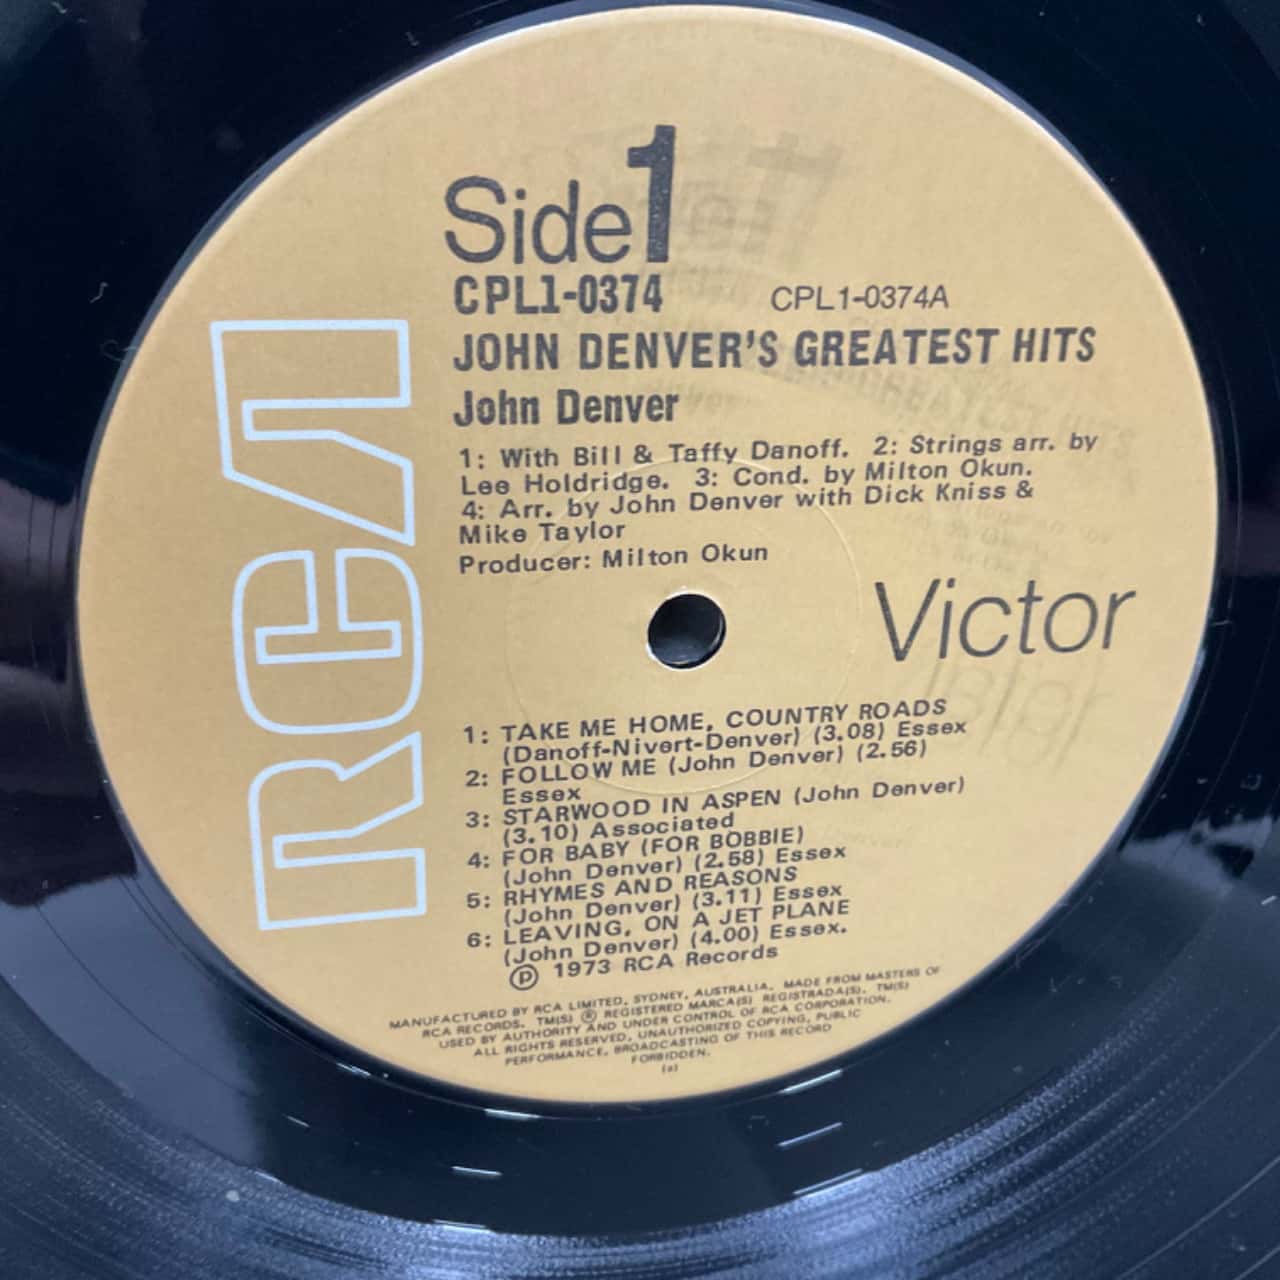 Side 1
CPL1-0374 CPL1-0374A
JOHN DENVER'S GREATEST HITS
John Denver
1: With Bill & Taffy Danoff. 2: Strings arr. by
Lee Holdridge. 3: Cond. by Milton Okun.
4: Arr. by John Denver with Dick Kniss &
Mike Taylor
Producer: Milton Okun
RCA
Victor
1: TAKE ME HOME, COUNTRY ROADS
(Danoff-Nivert-Denver) (3.08) Essex
2: FOLLOW ME (John Denver) (2.56)
Essex
3: STARWOOD IN ASPEN (John Denver)
(3.10) Associated
4: FOR BABY (FOR BOBBIE)
(John Denver) (2.58) Essex
5: RHYMES AND REASONS
(John Denver) (3.11) Essex
6: LEAVING, ON A JET PLANE
(John Denver) (4.00) Essex.
Ⓟ 1973 RCA Records
MANUFACTURED BY RCA LIMITED, SYDNEY, AUSTRALIA. MADE FROM MASTERS OF
RCA RECORDS. TM(S) ® REGISTERED MARCA(S) REGISTRADA(S). TM(S)
USED BY AUTHORITY AND UNDER CONTROL OF RCA CORPORATION.
ALL RIGHTS RESERVED, UNAUTHORIZED COPYING, PUBLIC
PERFORMANCE, BROADCASTING OF THIS RECORD
FORBIDDEN.